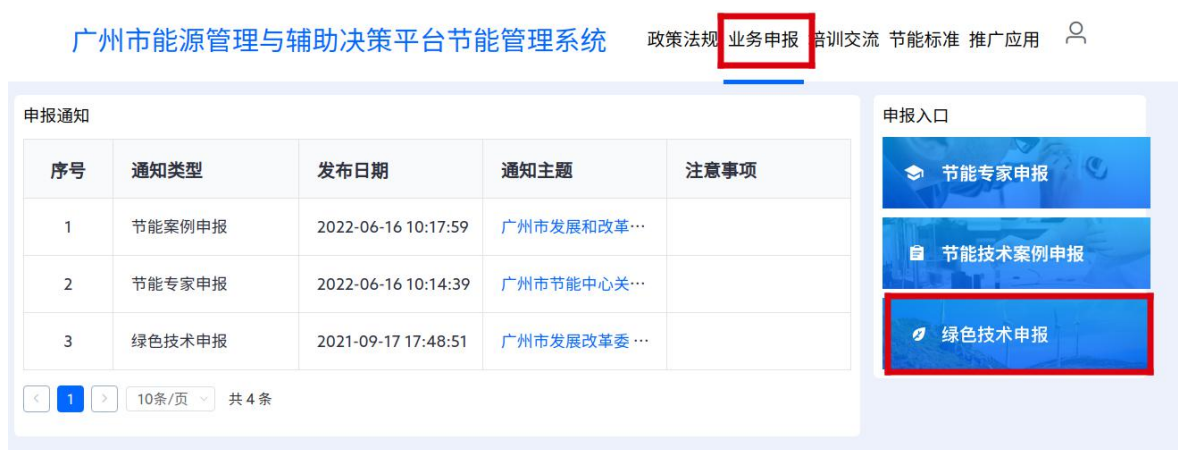 广州市能源管理与辅助决策平台节能管理系统 政策法规 业务申报 培训交流 节能标准 推广应用
申报通知
序号 通知类型 发布日期 通知主题 注意事项
1 节能案例申报 2022-06-16 10:17:59 广州市发展和改革…
2 节能专家申报 2022-06-16 10:14:39 广州市节能中心关…
3 绿色技术申报 2021-09-17 17:48:51 广州市发展改革委 …
1 10条/页 共 4 条
申报入口
节能专家申报
节能技术案例申报
绿色技术申报